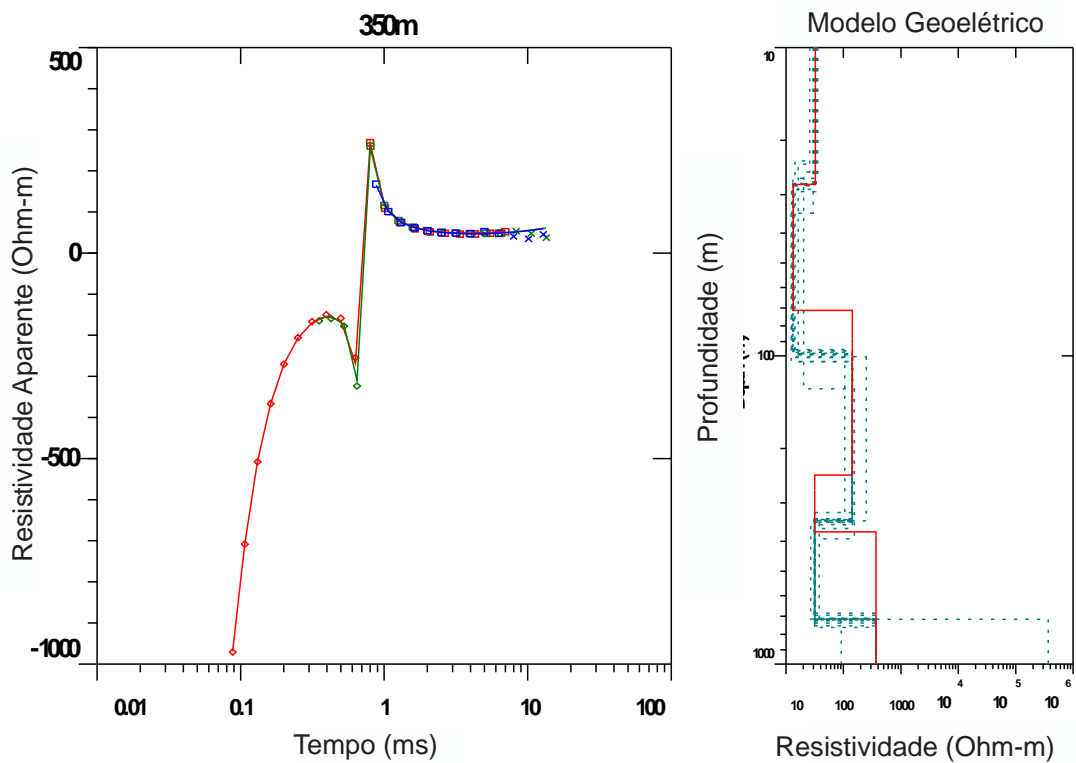 350m
500
0
-500
-1000
Resistividade Aparente (Ohm-m)
0.01 0.1 1 10 100
Tempo (ms)
Modelo Geoelétrico
10
100
1000
Profundidade (m)
10 100 1000 10 4 10 5 10 6
Resistividade (Ohm-m)